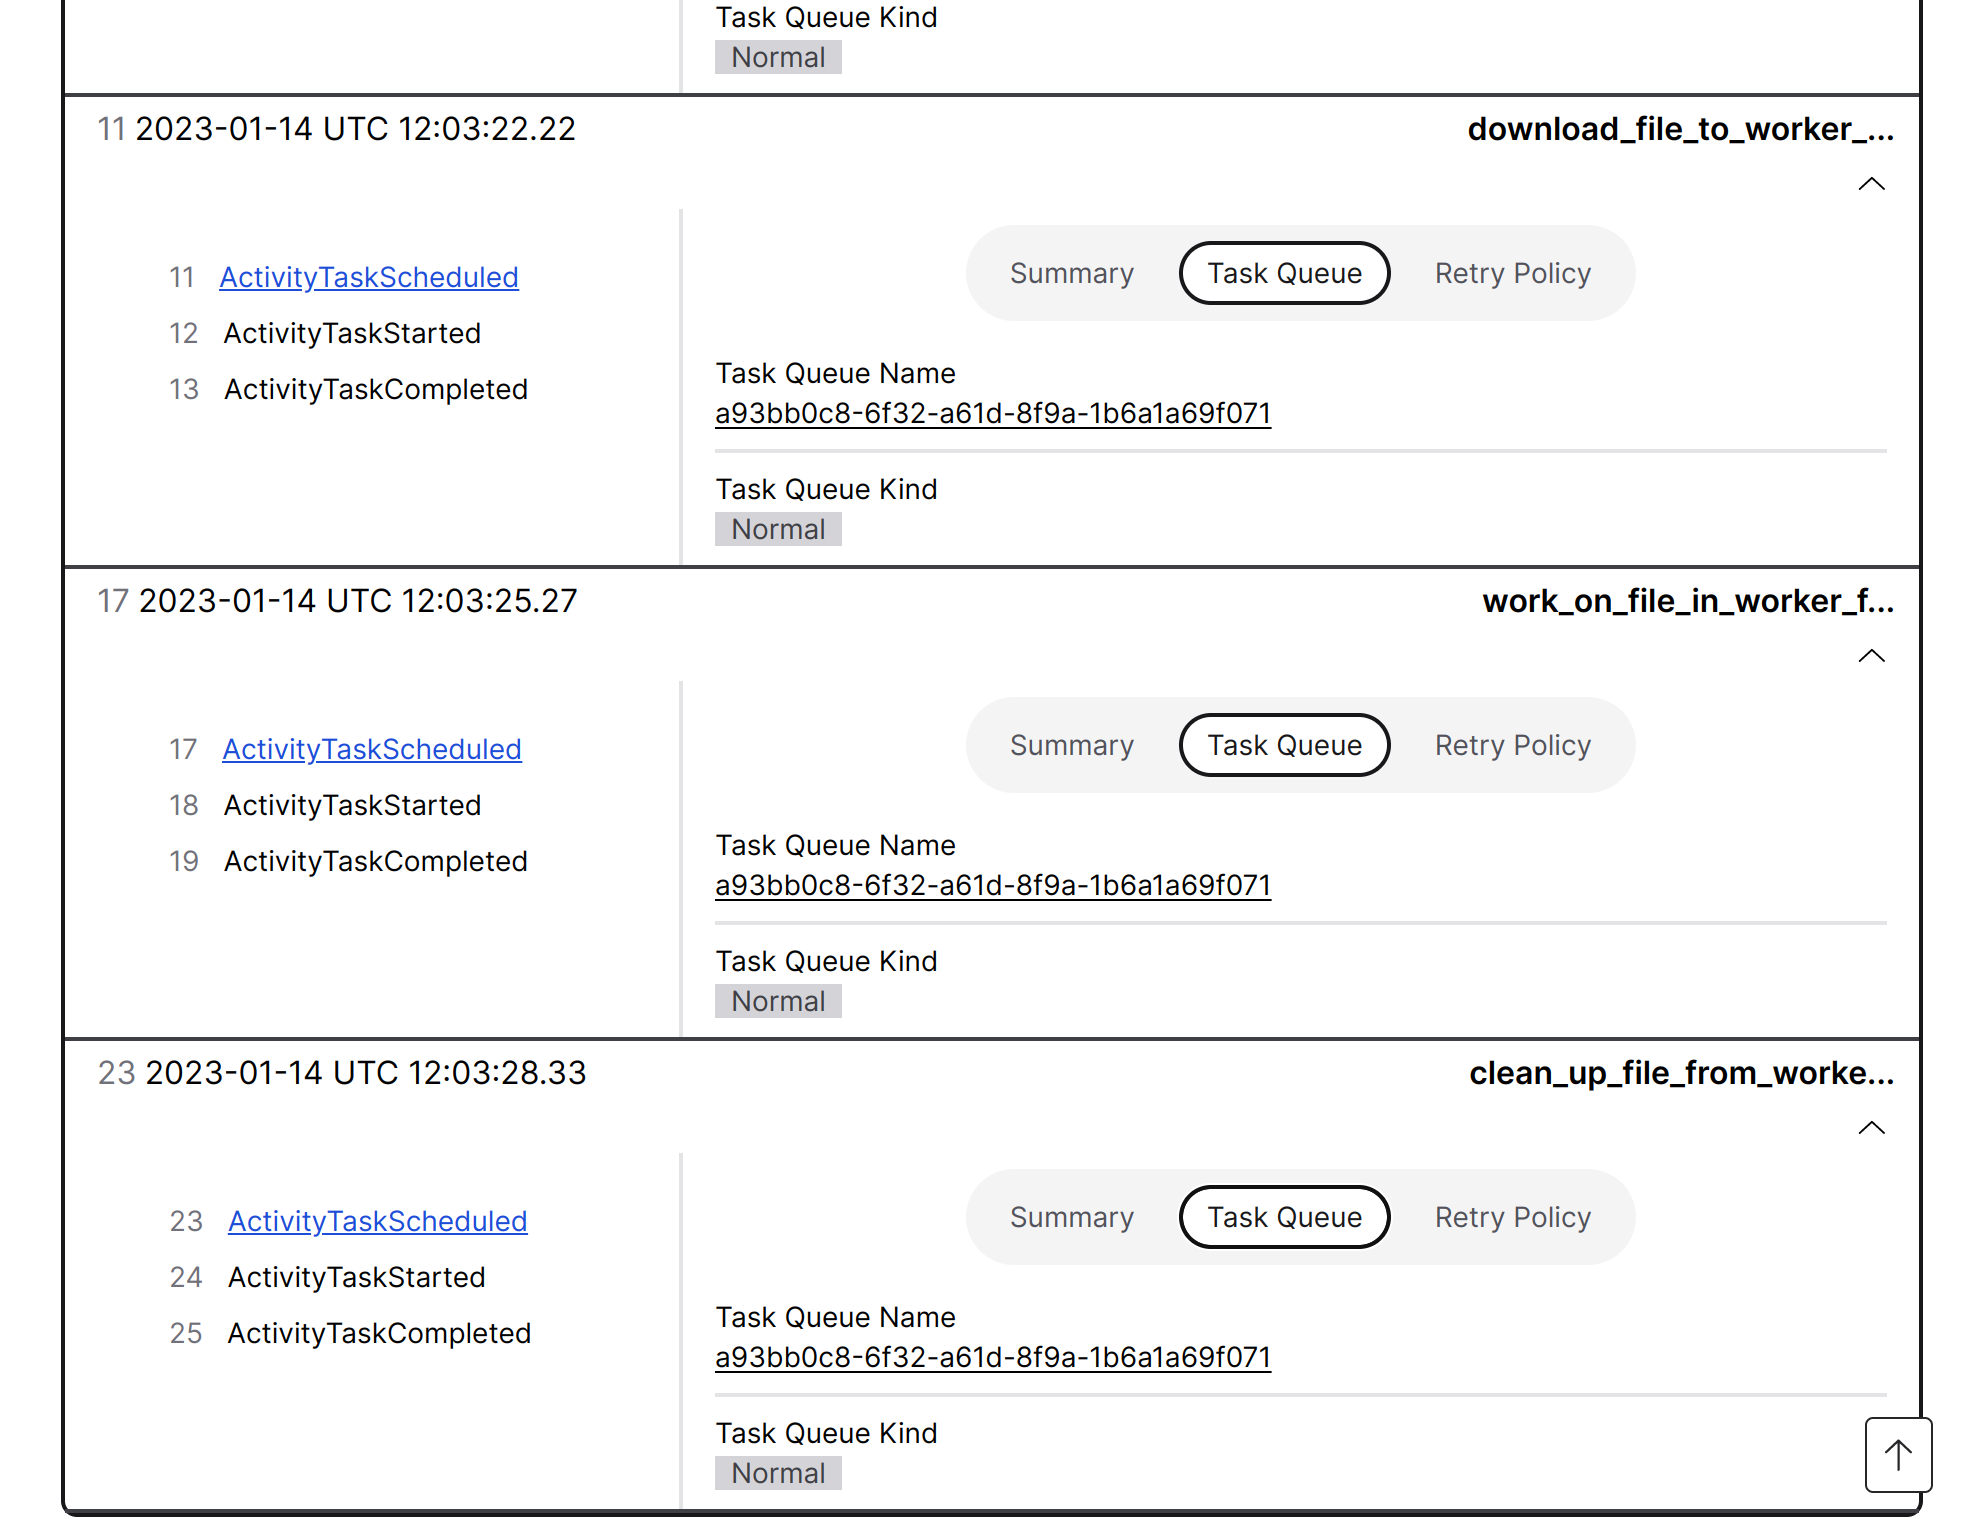 Task Queue Kind
Normal
11 2023-01-14 UTC 12:03:22.22
download_file_to_worker_...
11 ActivityTaskScheduled
12 ActivityTaskStarted
13 ActivityTaskCompleted
Summary Task Queue Retry Policy
Task Queue Name
a93bb0c8-6f32-a61d-8f9a-1b6a1a69f071
Task Queue Kind
Normal
17 2023-01-14 UTC 12:03:25.27
work_on_file_in_worker_f...
17 ActivityTaskScheduled
18 ActivityTaskStarted
19 ActivityTaskCompleted
Summary Task Queue Retry Policy
Task Queue Name
a93bb0c8-6f32-a61d-8f9a-1b6a1a69f071
Task Queue Kind
Normal
23 2023-01-14 UTC 12:03:28.33
clean_up_file_from_worke...
23 ActivityTaskScheduled
24 ActivityTaskStarted
25 ActivityTaskCompleted
Summary Task Queue Retry Policy
Task Queue Name
a93bb0c8-6f32-a61d-8f9a-1b6a1a69f071
Task Queue Kind
Normal